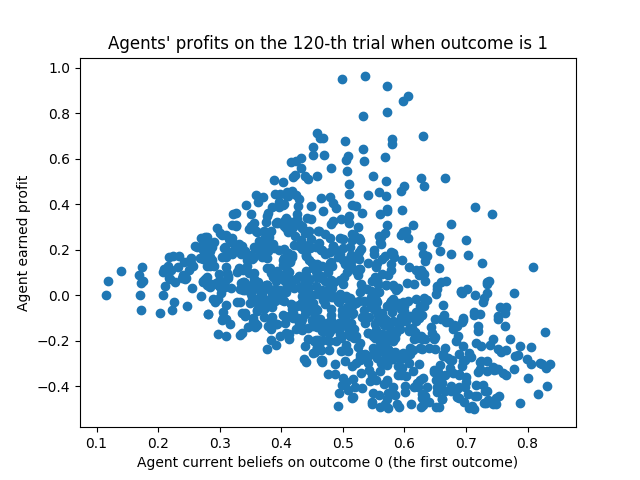 Agents' profits on the 120-th trial when outcome is 1
1.0
0.8
0.6
0.4
0.2
0.0
−0.2
−0.4
Agent earned profit
0.1 0.2 0.3 0.4 0.5 0.6 0.7 0.8
Agent current beliefs on outcome 0 (the first outcome)